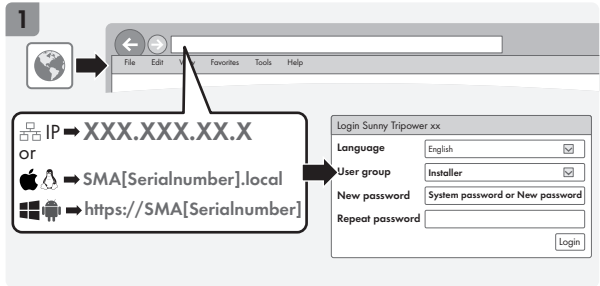 1
File Edit View Favorites Tools Help
IP XXX.XXX.XX.X
or
SMA[Serialnumber].local
https://SMA[Serialnumber]
Login Sunny Tripower xx
Language English
User group Installer
New password System password or New password
Repeat password
Login